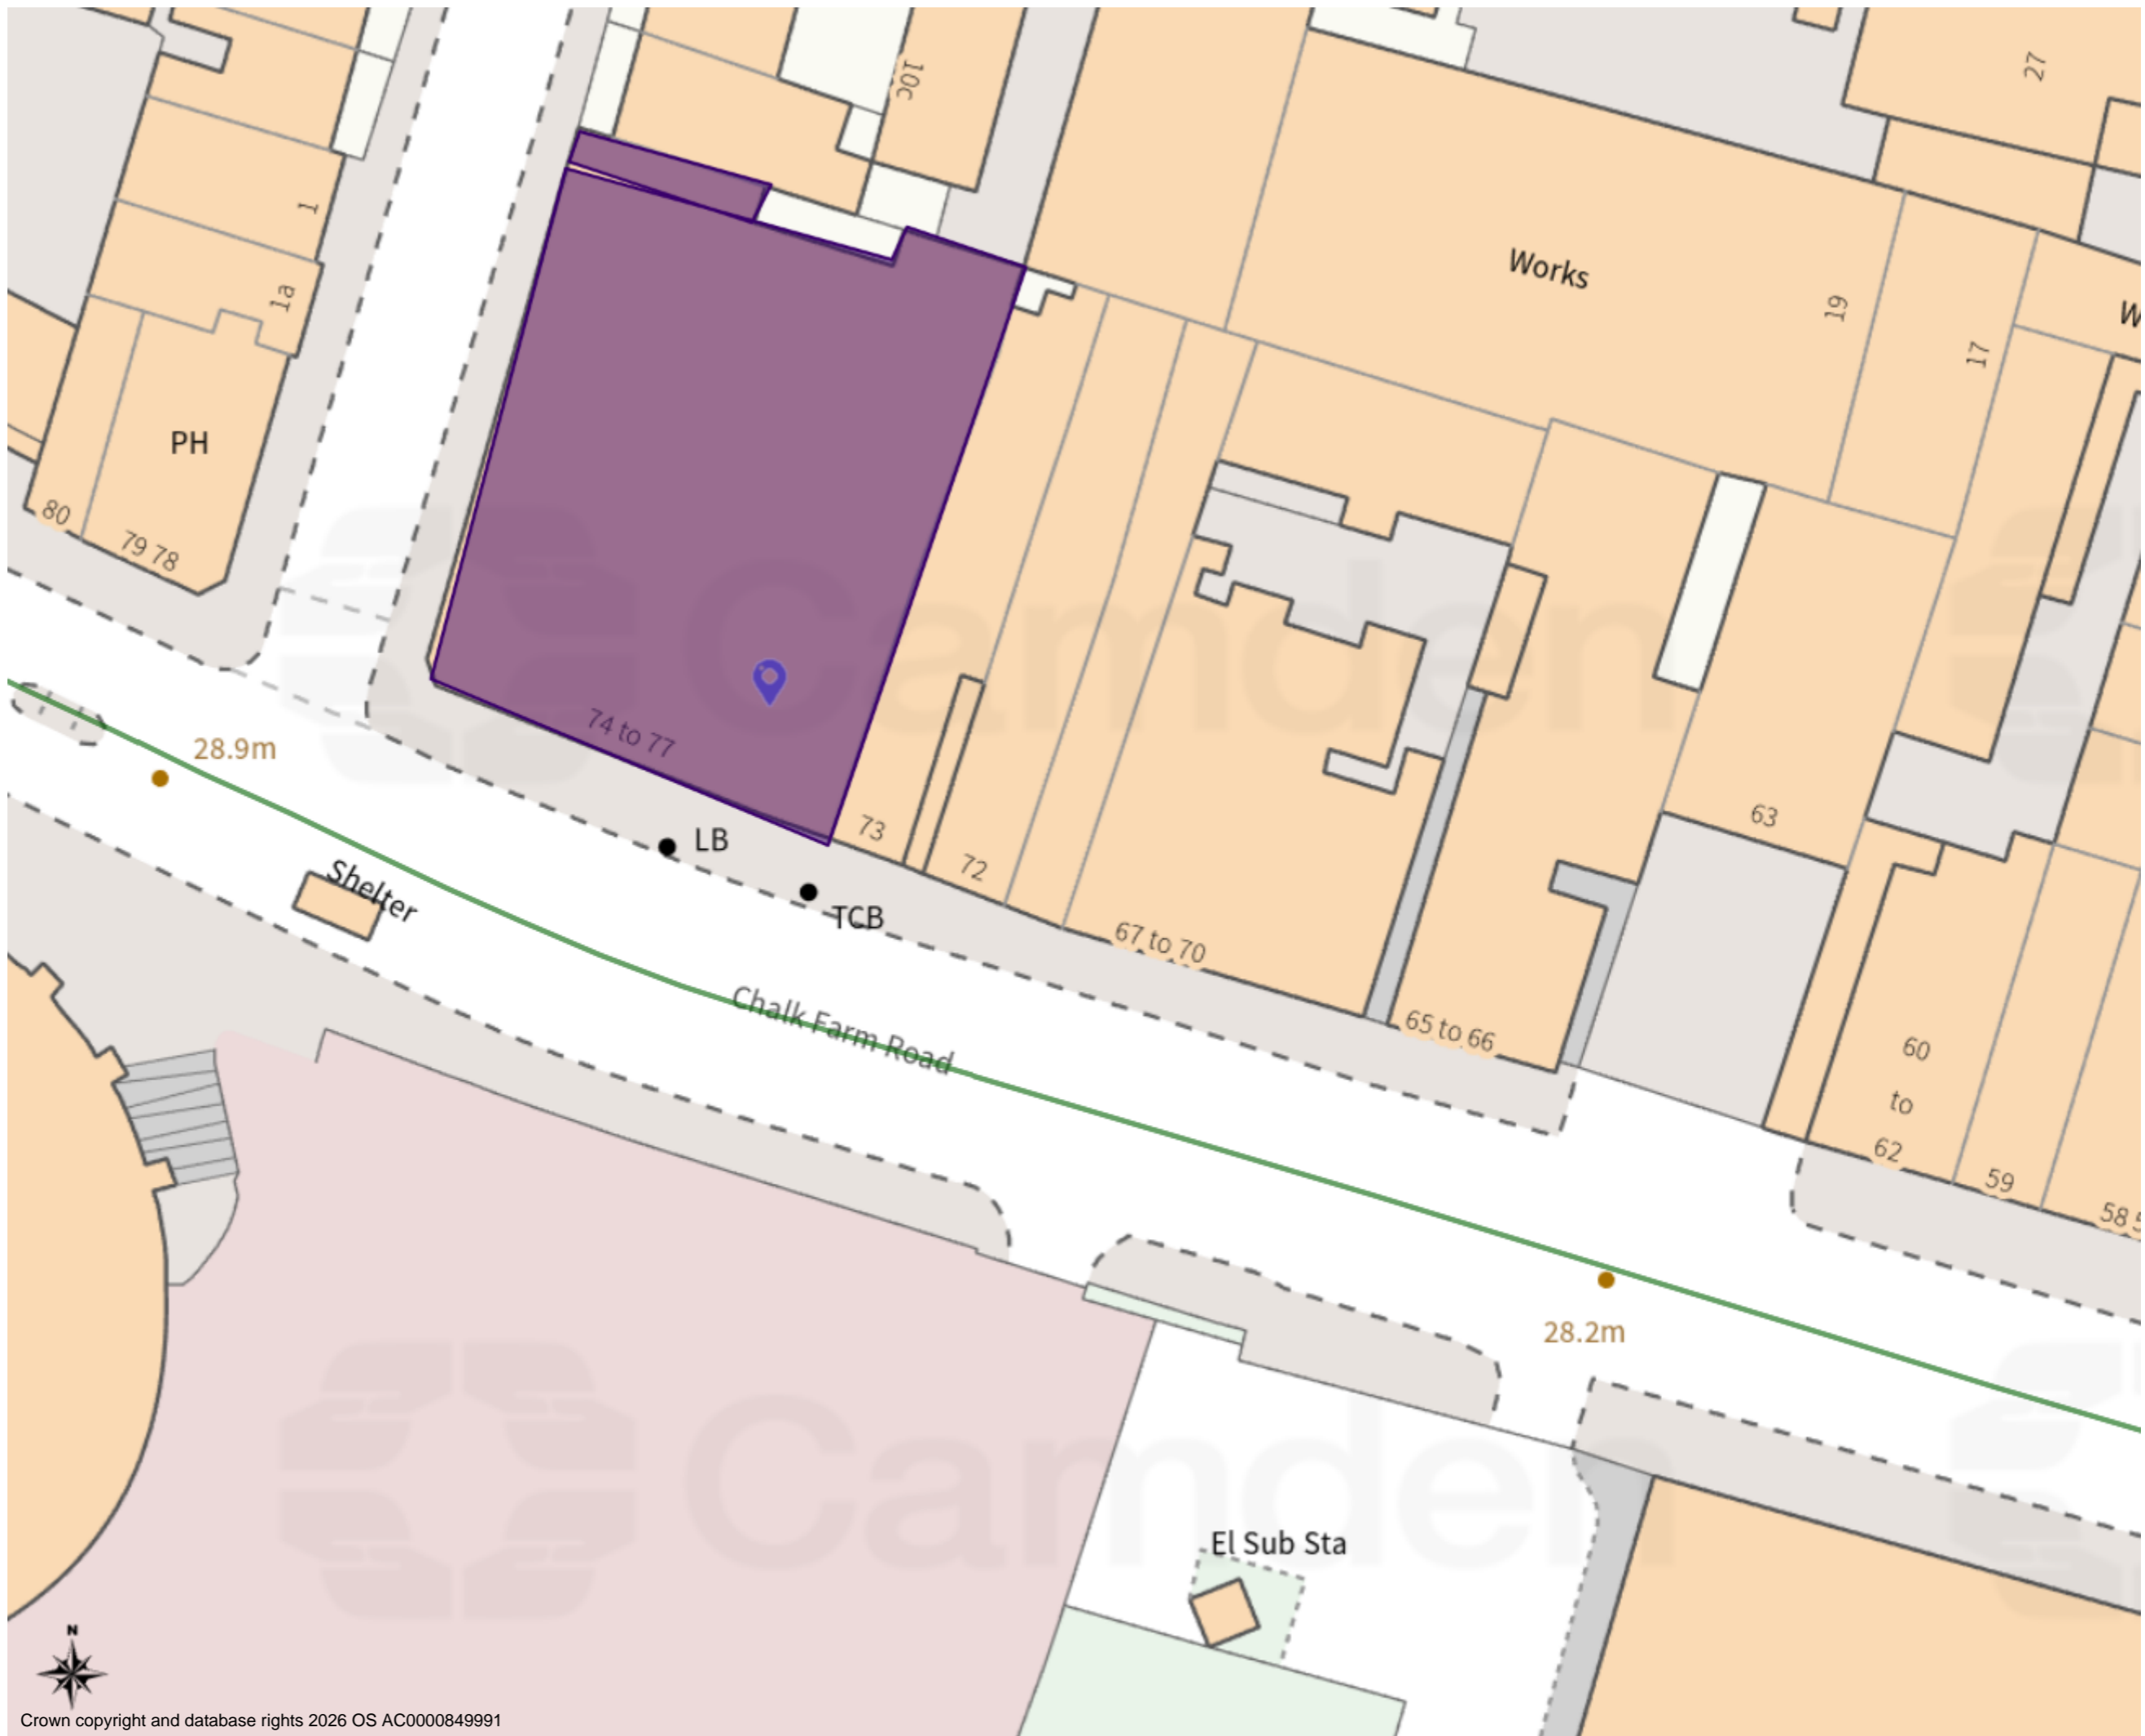 10c
27
1
Works
19
1a
17
PH
80
79 78
74 to 77
28.9m
LB
73
63
72
Shelter
TCB
67 to 70
Chalk Farm Road
65 to 66
60
to
62
59
58
28.2m
El Sub Sta
Camden
Camden
N
Crown copyright and database rights 2026 OS AC0000849991